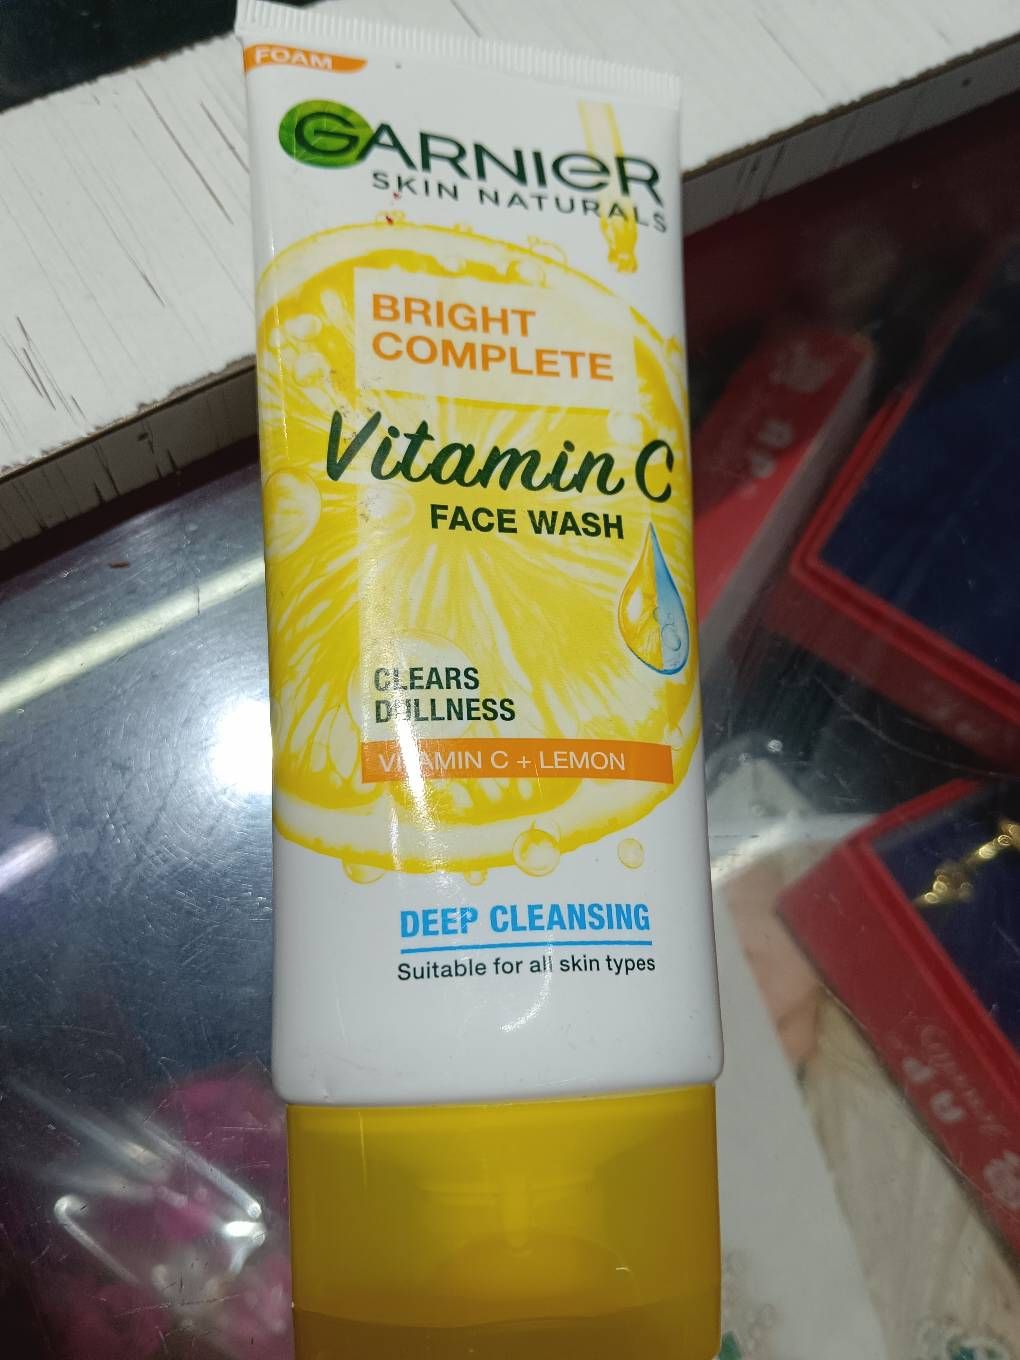 FOAM
GARNIER
SKIN NATURALS
BRIGHT
COMPLETE
Vitamin C
FACE WASH
CLEARS
DULLNESS
VITAMIN C + LEMON
DEEP CLEANSING
Suitable for all skin types